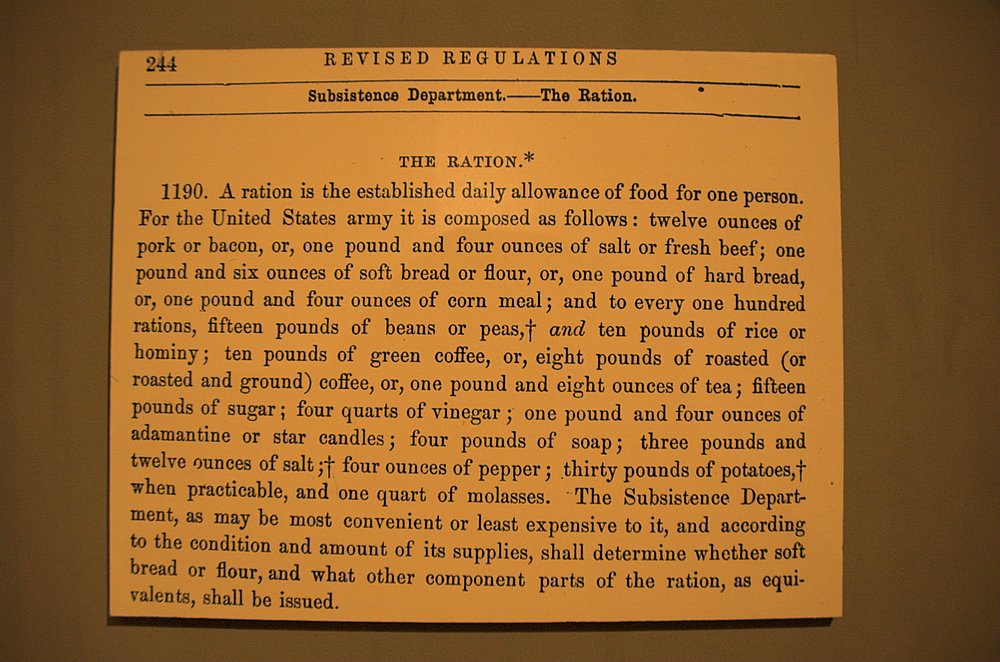 244 REVISED REGULATIONS
Subsistence Department.——The Ration.
THE RATION.*
1190. A ration is the established daily allowance of food for one person.
For the United States army it is composed as follows: twelve ounces of
pork or bacon, or, one pound and four ounces of salt or fresh beef; one
pound and six ounces of soft bread or flour, or, one pound of hard bread,
or, one pound and four ounces of corn meal; and to every one hundred
rations, fifteen pounds of beans or peas,† and ten pounds of rice or
hominy; ten pounds of green coffee, or, eight pounds of roasted (or
roasted and ground) coffee, or, one pound and eight ounces of tea; fifteen
pounds of sugar; four quarts of vinegar; one pound and four ounces of
adamantine or star candles; four pounds of soap; three pounds and
twelve ounces of salt;† four ounces of pepper; thirty pounds of potatoes,†
when practicable, and one quart of molasses. The Subsistence Depart-
ment, as may be most convenient or least expensive to it, and according
to the condition and amount of its supplies, shall determine whether soft
bread or flour, and what other component parts of the ration, as equi-
valents, shall be issued.